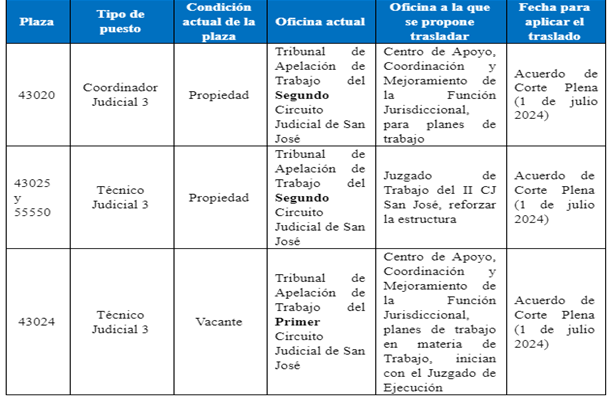 Plaza
Tipo de
puesto
Condición
actual de la
plaza
Oficina actual
Oficina a la que
se propone
trasladar
Fecha para
aplicar el
traslado
43020
Coordinador
Judicial 3
Propiedad
Tribunal de
Apelación de
Trabajo del
Segundo
Circuito
Judicial de San
José
Centro de Apoyo,
Coordinación y
Mejoramiento de
la Función
Jurisdiccional,
para planes de
trabajo
Acuerdo de
Corte Plena
(1 de julio
2024)
43025
y
55550
Técnico
Judicial 3
Propiedad
Tribunal de
Apelación de
Trabajo del
Segundo
Circuito
Judicial de San
José
Juzgado de
Trabajo del II CJ
San José, reforzar
la estructura
Acuerdo de
Corte Plena
(1 de julio
2024)
43024
Técnico
Judicial 3
Vacante
Tribunal de
Apelación de
Trabajo del
Primer
Circuito
Judicial de San
José
Centro de Apoyo,
Coordinación y
Mejoramiento de
la Función
Jurisdiccional,
planes de trabajo
en materia de
Trabajo, inician
con el Juzgado de
Ejecución
Acuerdo de
Corte Plena
(1 de julio
2024)